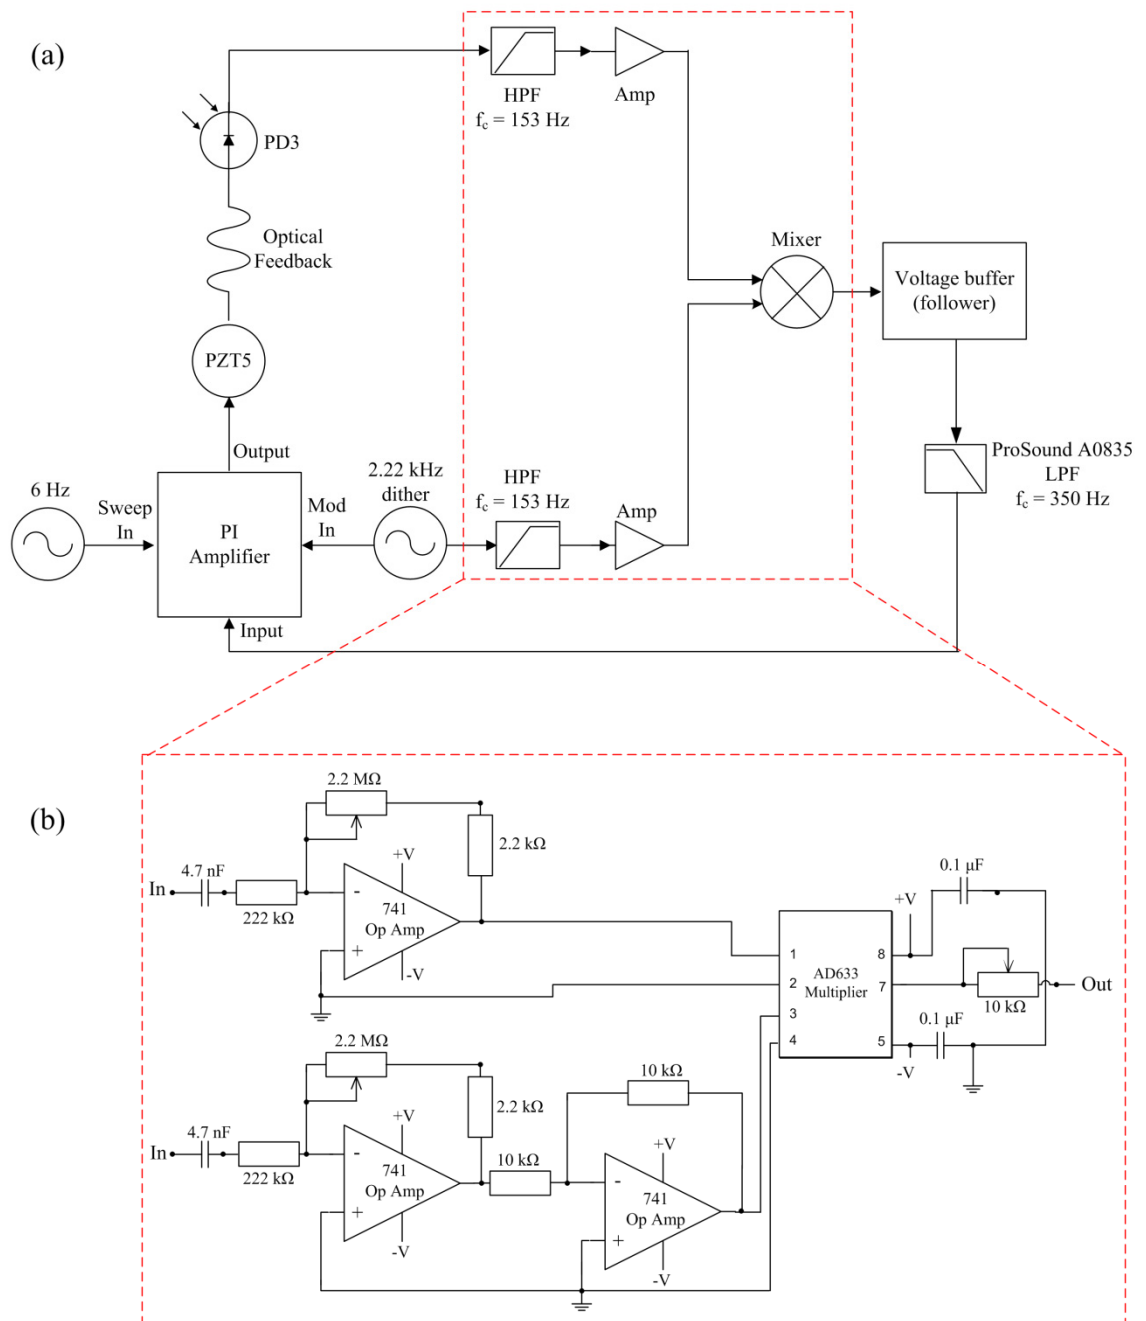 (a)
HPF
f_c = 153 Hz
Amp
PD3
Optical
Feedback
Mixer
Voltage buffer
(follower)
PZT5
Output
ProSound A0835
LPF
f_c = 350 Hz
6 Hz
Sweep
In
PI
Amplifier
Mod
In
2.22 kHz
dither
HPF
f_c = 153 Hz
Amp
Input
(b)
2.2 MΩ
2.2 kΩ
4.7 nF
In
222 kΩ
+V
-
741
Op Amp
+
-V
0.1 µF
+V
1
2
3
4
AD633
Multiplier
8
7
5
10 kΩ
Out
0.1 µF
-V
2.2 MΩ
2.2 kΩ
4.7 nF
In
222 kΩ
+V
-
741
Op Amp
+
-V
10 kΩ
10 kΩ
+V
-
741
Op Amp
+
-V